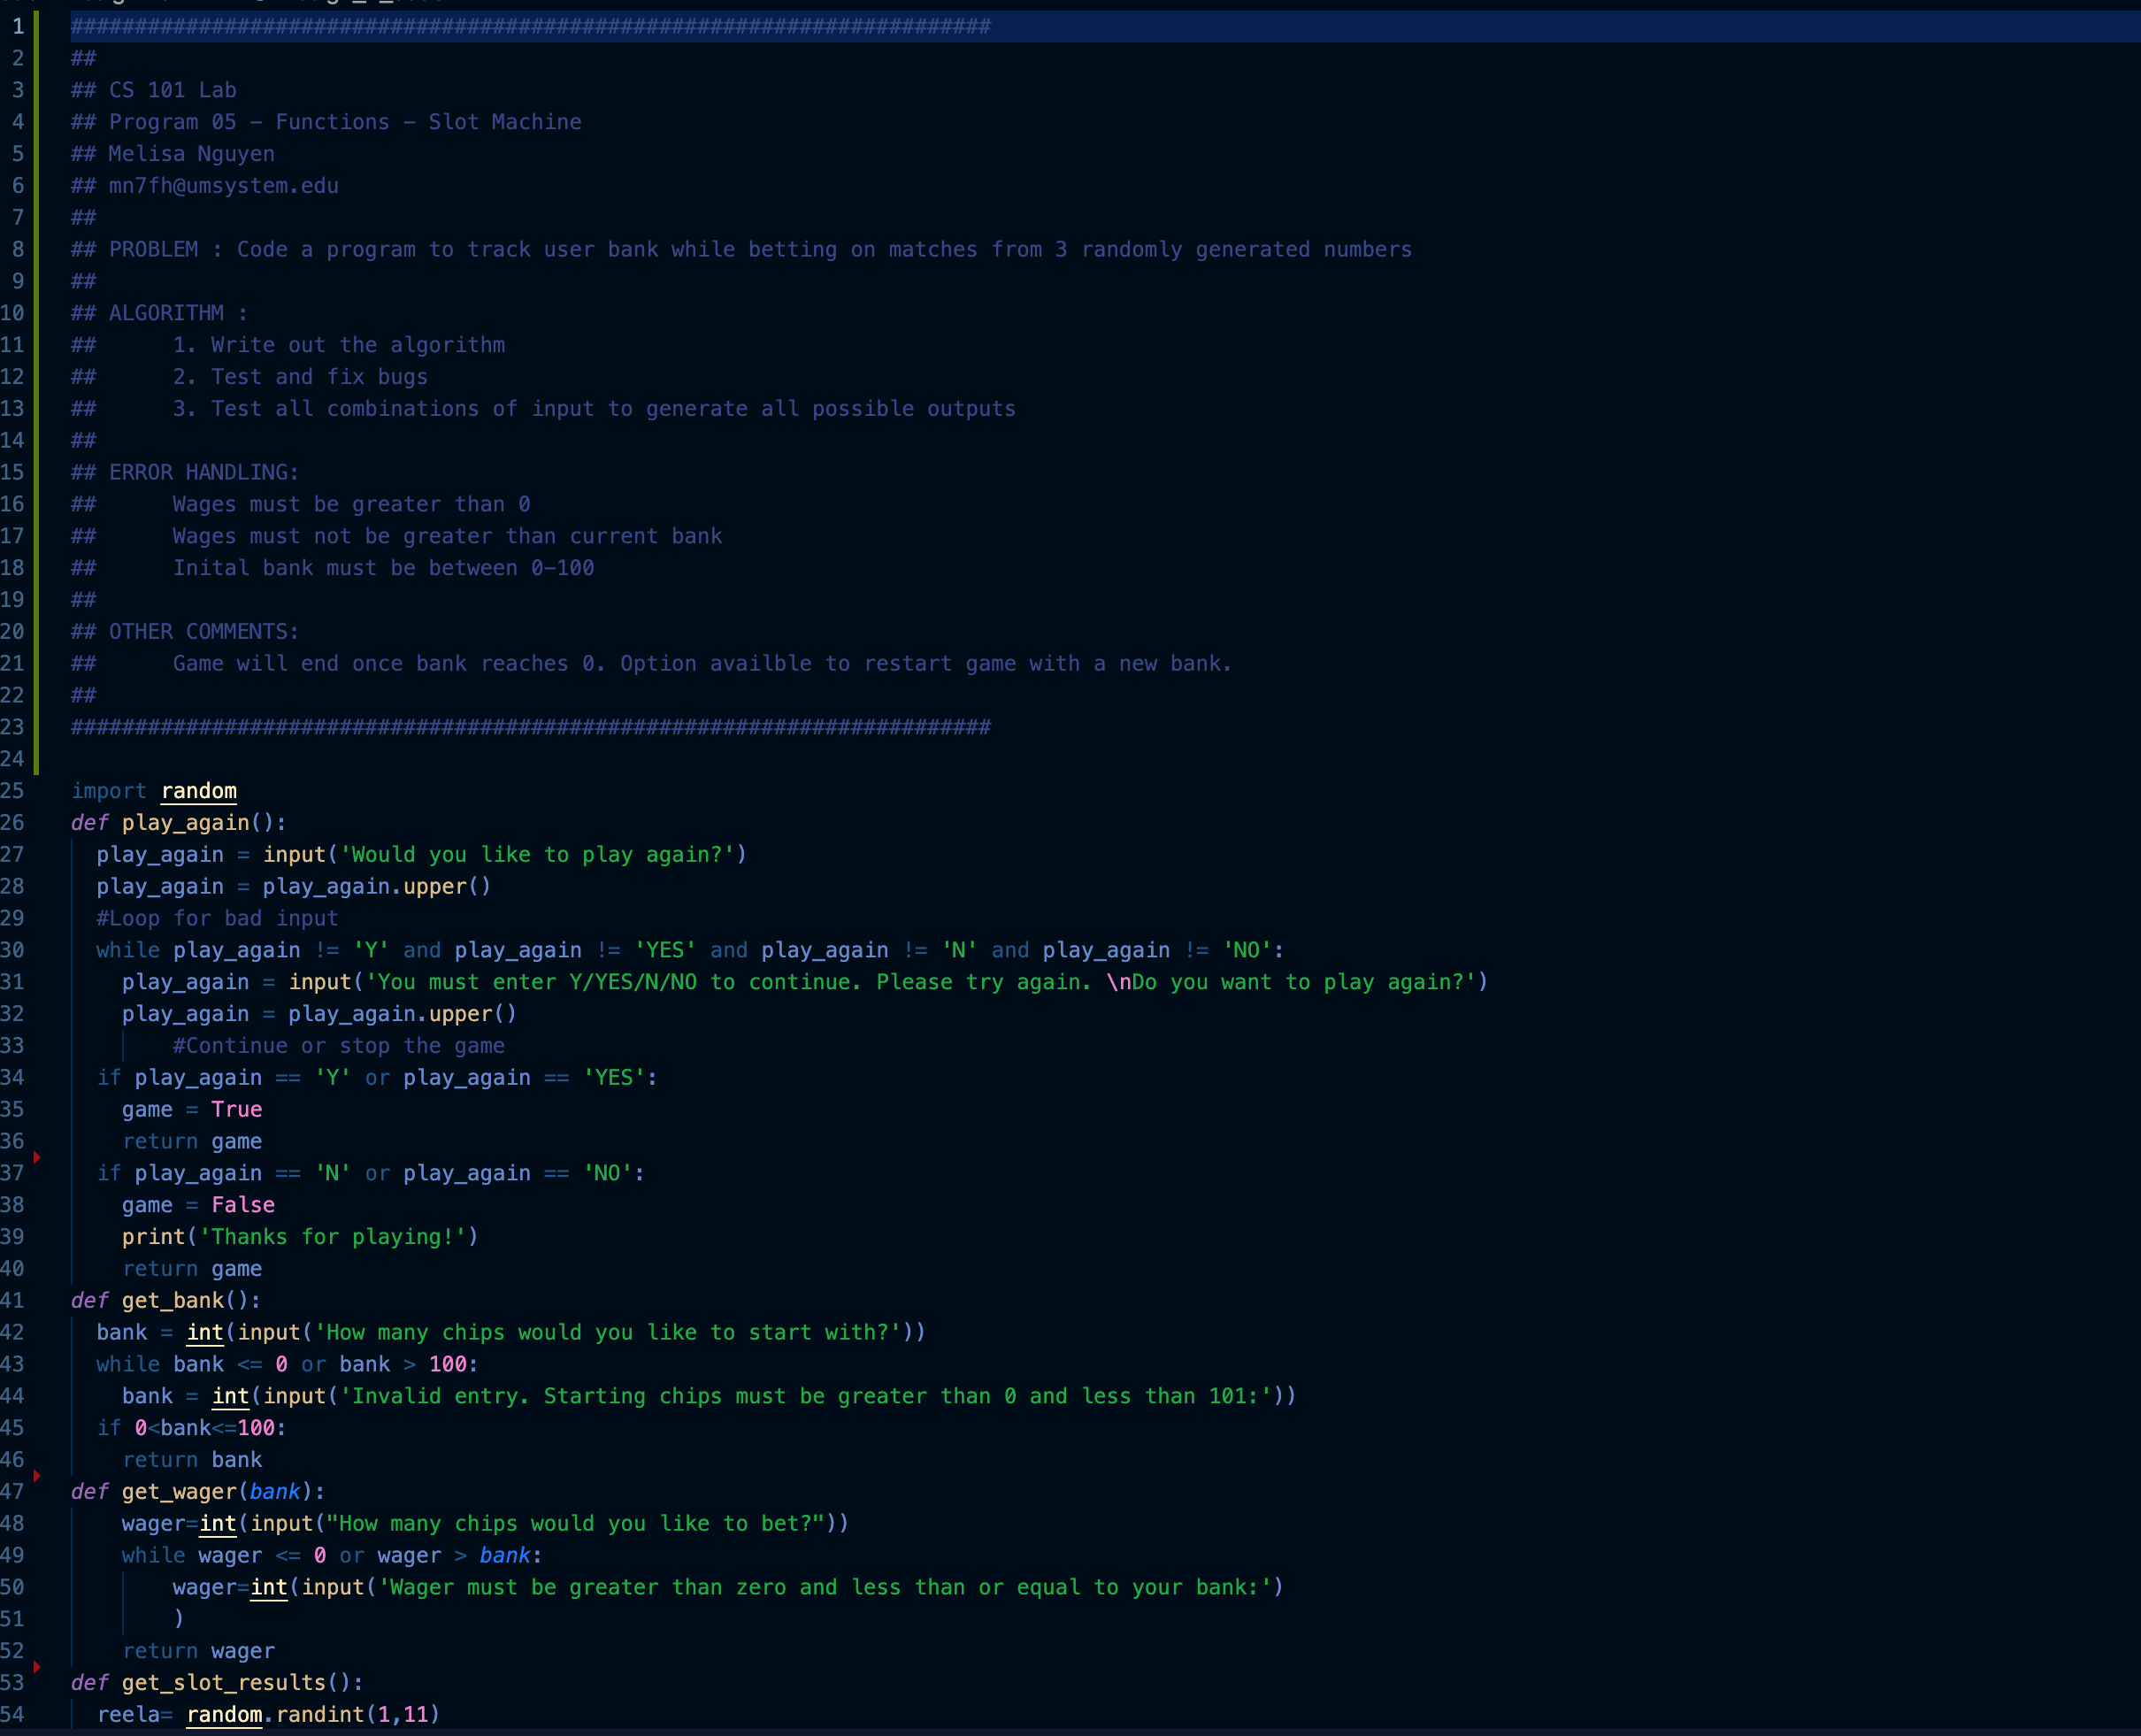 1 ########################################################################
2 ##
3 ## CS 101 Lab
4 ## Program 05 – Functions – Slot Machine
5 ## Melisa Nguyen
6 ## mn7fh@umsystem.edu
7 ##
8 ## PROBLEM : Code a program to track user bank while betting on matches from 3 randomly generated numbers
9 ##
10 ## ALGORITHM :
11 ##      1. Write out the algorithm
12 ##      2. Test and fix bugs
13 ##      3. Test all combinations of input to generate all possible outputs
14 ##
15 ## ERROR HANDLING:
16 ##      Wages must be greater than 0
17 ##      Wages must not be greater than current bank
18 ##      Inital bank must be between 0–100
19 ##
20 ## OTHER COMMENTS:
21 ##      Game will end once bank reaches 0. Option availble to restart game with a new bank.
22 ##
23 ########################################################################
24
25 import random
26 def play_again():
27   play_again = input('Would you like to play again?')
28   play_again = play_again.upper()
29   #Loop for bad input
30   while play_again != 'Y' and play_again != 'YES' and play_again != 'N' and play_again != 'NO':
31     play_again = input('You must enter Y/YES/N/NO to continue. Please try again. \nDo you want to play again?')
32     play_again = play_again.upper()
33         #Continue or stop the game
34   if play_again == 'Y' or play_again == 'YES':
35     game = True
36     return game
37   if play_again == 'N' or play_again == 'NO':
38     game = False
39     print('Thanks for playing!')
40     return game
41 def get_bank():
42   bank = int(input('How many chips would you like to start with?'))
43   while bank <= 0 or bank > 100:
44     bank = int(input('Invalid entry. Starting chips must be greater than 0 and less than 101:'))
45   if 0<bank<=100:
46     return bank
47 def get_wager(bank):
48     wager=int(input("How many chips would you like to bet?"))
49     while wager <= 0 or wager > bank:
50         wager=int(input('Wager must be greater than zero and less than or equal to your bank:')
51         )
52     return wager
53 def get_slot_results():
54   reela= random.randint(1,11)